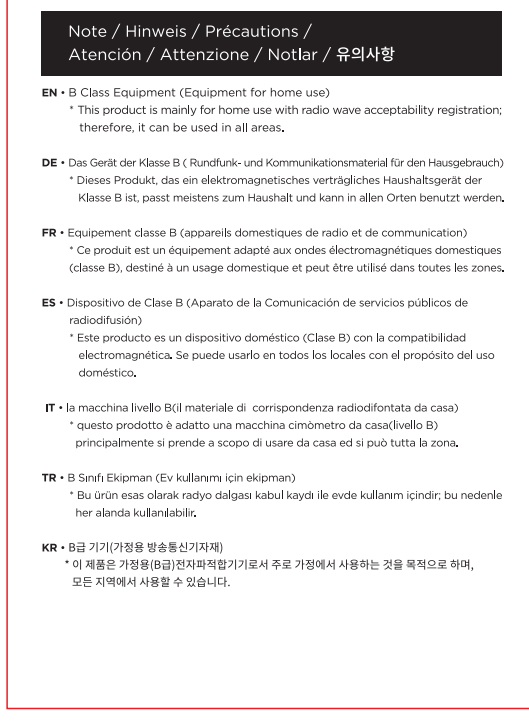 Note / Hinweis / Précautions /
Atención / Attenzione / Notlar / 유의사항
EN • B Class Equipment (Equipment for home use)
* This product is mainly for home use with radio wave acceptability registration;
therefore, it can be used in all areas.
DE • Das Gerät der Klasse B ( Rundfunk- und Kommunikationsmaterial für den Hausgebrauch)
* Dieses Produkt, das ein elektromagnetisches verträgliches Haushaltsgerät der
Klasse B ist, passt meistens zum Haushalt und kann in allen Orten benutzt werden.
FR • Equipement classe B (appareils domestiques de radio et de communication)
* Ce produit est un équipement adapté aux ondes électromagnétiques domestiques
(classe B), destiné à un usage domestique et peut être utilisé dans toutes les zones.
ES • Dispositivo de Clase B (Aparato de la Comunicación de servicios públicos de
radiodifusión)
* Este producto es un dispositivo doméstico (Clase B) con la compatibilidad
electromagnética. Se puede usarlo en todos los locales con el propósito del uso
doméstico.
IT • la macchina livello B(il materiale di corrispondenza radiodifontata da casa)
* questo prodotto è adatto una macchina cimòmetro da casa(livello B)
principalmente si prende a scopo di usare da casa ed si può tutta la zona.
TR • B Sınıfı Ekipman (Ev kullanımı için ekipman)
* Bu ürün esas olarak radyo dalgası kabul kaydı ile evde kullanım içindir; bu nedenle
her alanda kullanılabilir.
KR • B급 기기(가정용 방송통신기자재)
* 이 제품은 가정용(B급)전자파적합기기로서 주로 가정에서 사용하는 것을 목적으로 하며,
모든 지역에서 사용할 수 있습니다.